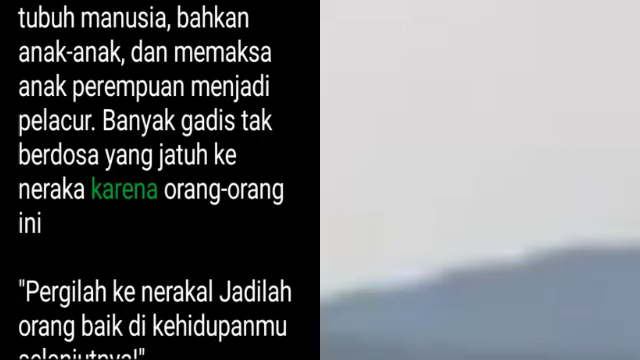 tubuh manusia, bahkan
anak-anak, dan memaksa
anak perempuan menjadi
pelacur. Banyak gadis tak
berdosa yang jatuh ke
neraka karena orang-orang
ini
"Pergilah ke nerakal Jadilah
orang baik di kehidupanmu
selanjutnya!"